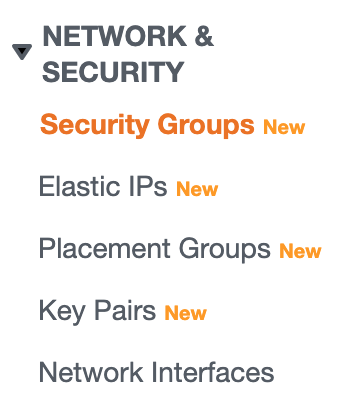 NETWORK &
SECURITY
Security Groups New
Elastic IPs New
Placement Groups New
Key Pairs New
Network Interfaces